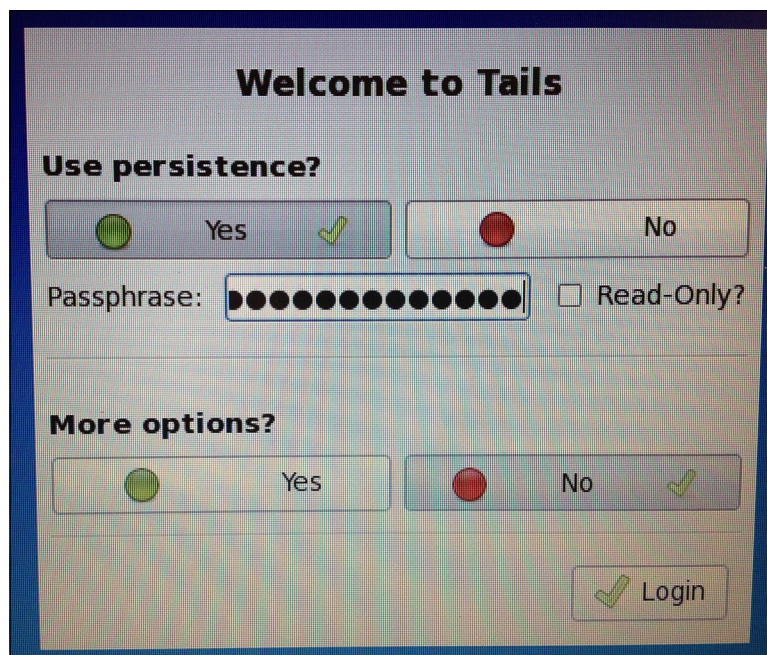 Welcome to Tails
Use persistence?
Yes No
Passphrase: Read-Only?
More options?
Yes No
Login